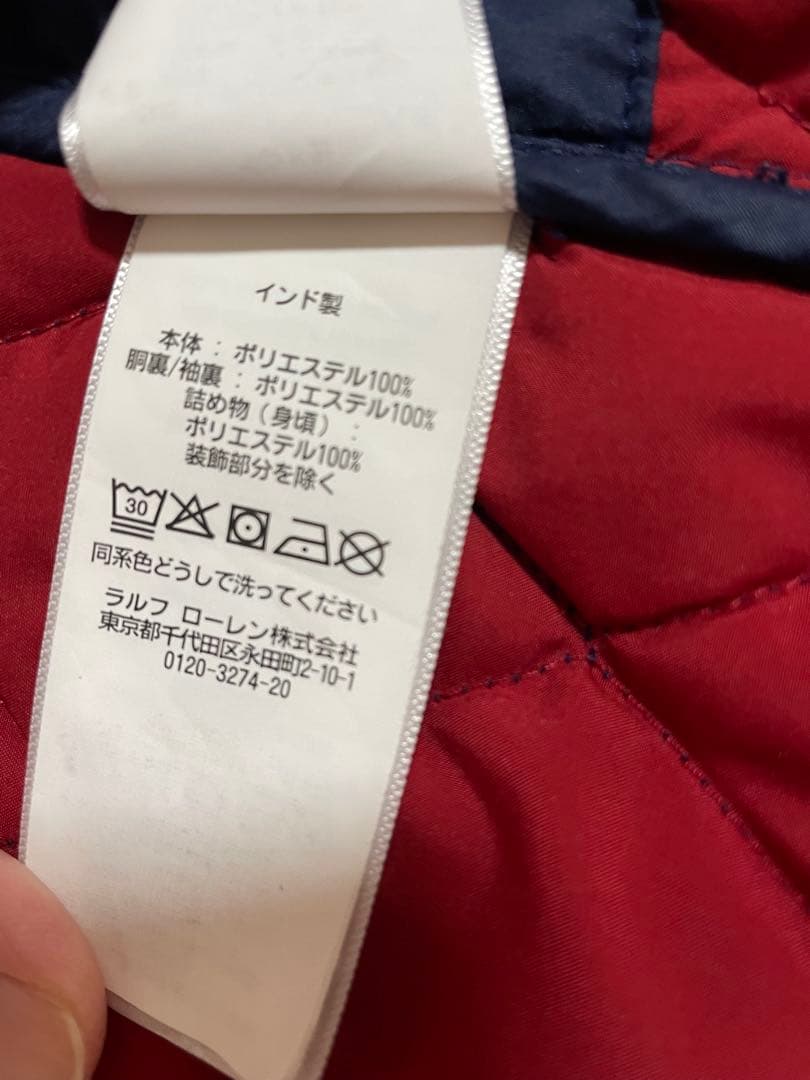 インド製
本体 : ポリエステル100%
胴裏/袖裏 : ポリエステル100%
詰め物 ( 身頃 ) :
ポリエステル100%
装飾部分を除く
30
同系色どうしで洗ってください
ラルフ ローレン株式会社
東京都千代田区永田町2-10-1
0120-3274-20